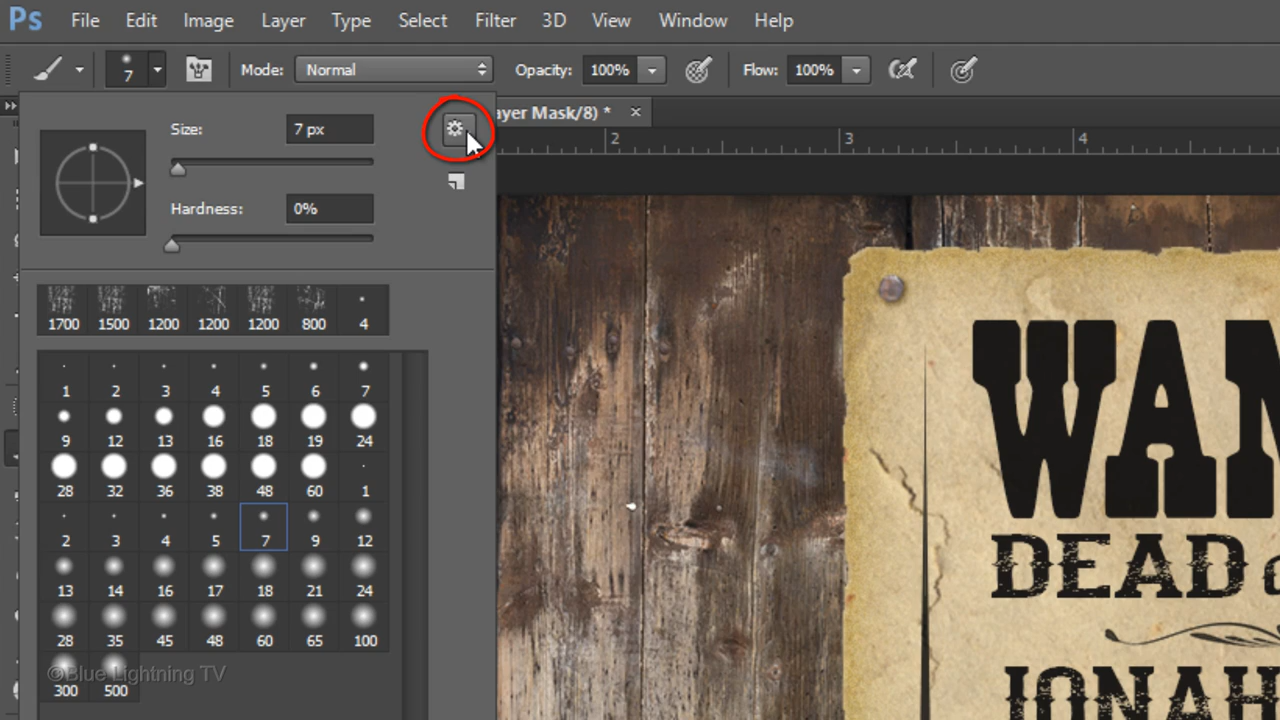 Ps File Edit Image Layer Type Select Filter 3D View Window Help
7 Mode: Normal Opacity: 100% Flow: 100%
ayer Mask/8) * ×
Size: 7 px
2 3 4
Hardness: 0%
1700 1500 1200 1200 1200 800 4
1 2 3 4 5 6 7
9 12 13 16 18 19 24
28 32 36 38 48 60 1
2 3 4 5 7 9 12
13 14 16 17 18 21 24
28 35 45 48 60 65 100
300 500
©Blue Lightning TV
WAN
DEAD
JONAH